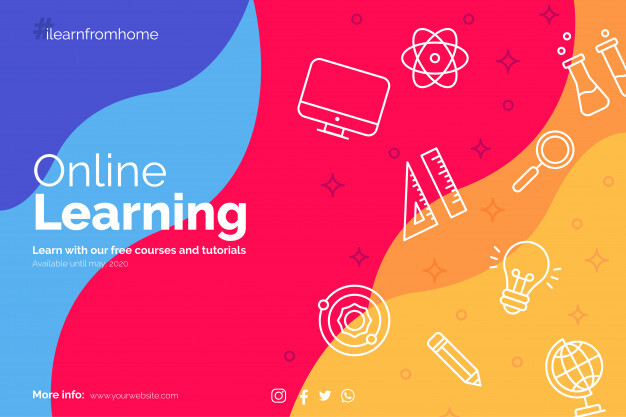 #ilearnfromhome
Online
Learning
Learn with our free courses and tutorials
Available until may, 2020
More info: www.yourwebsite.com